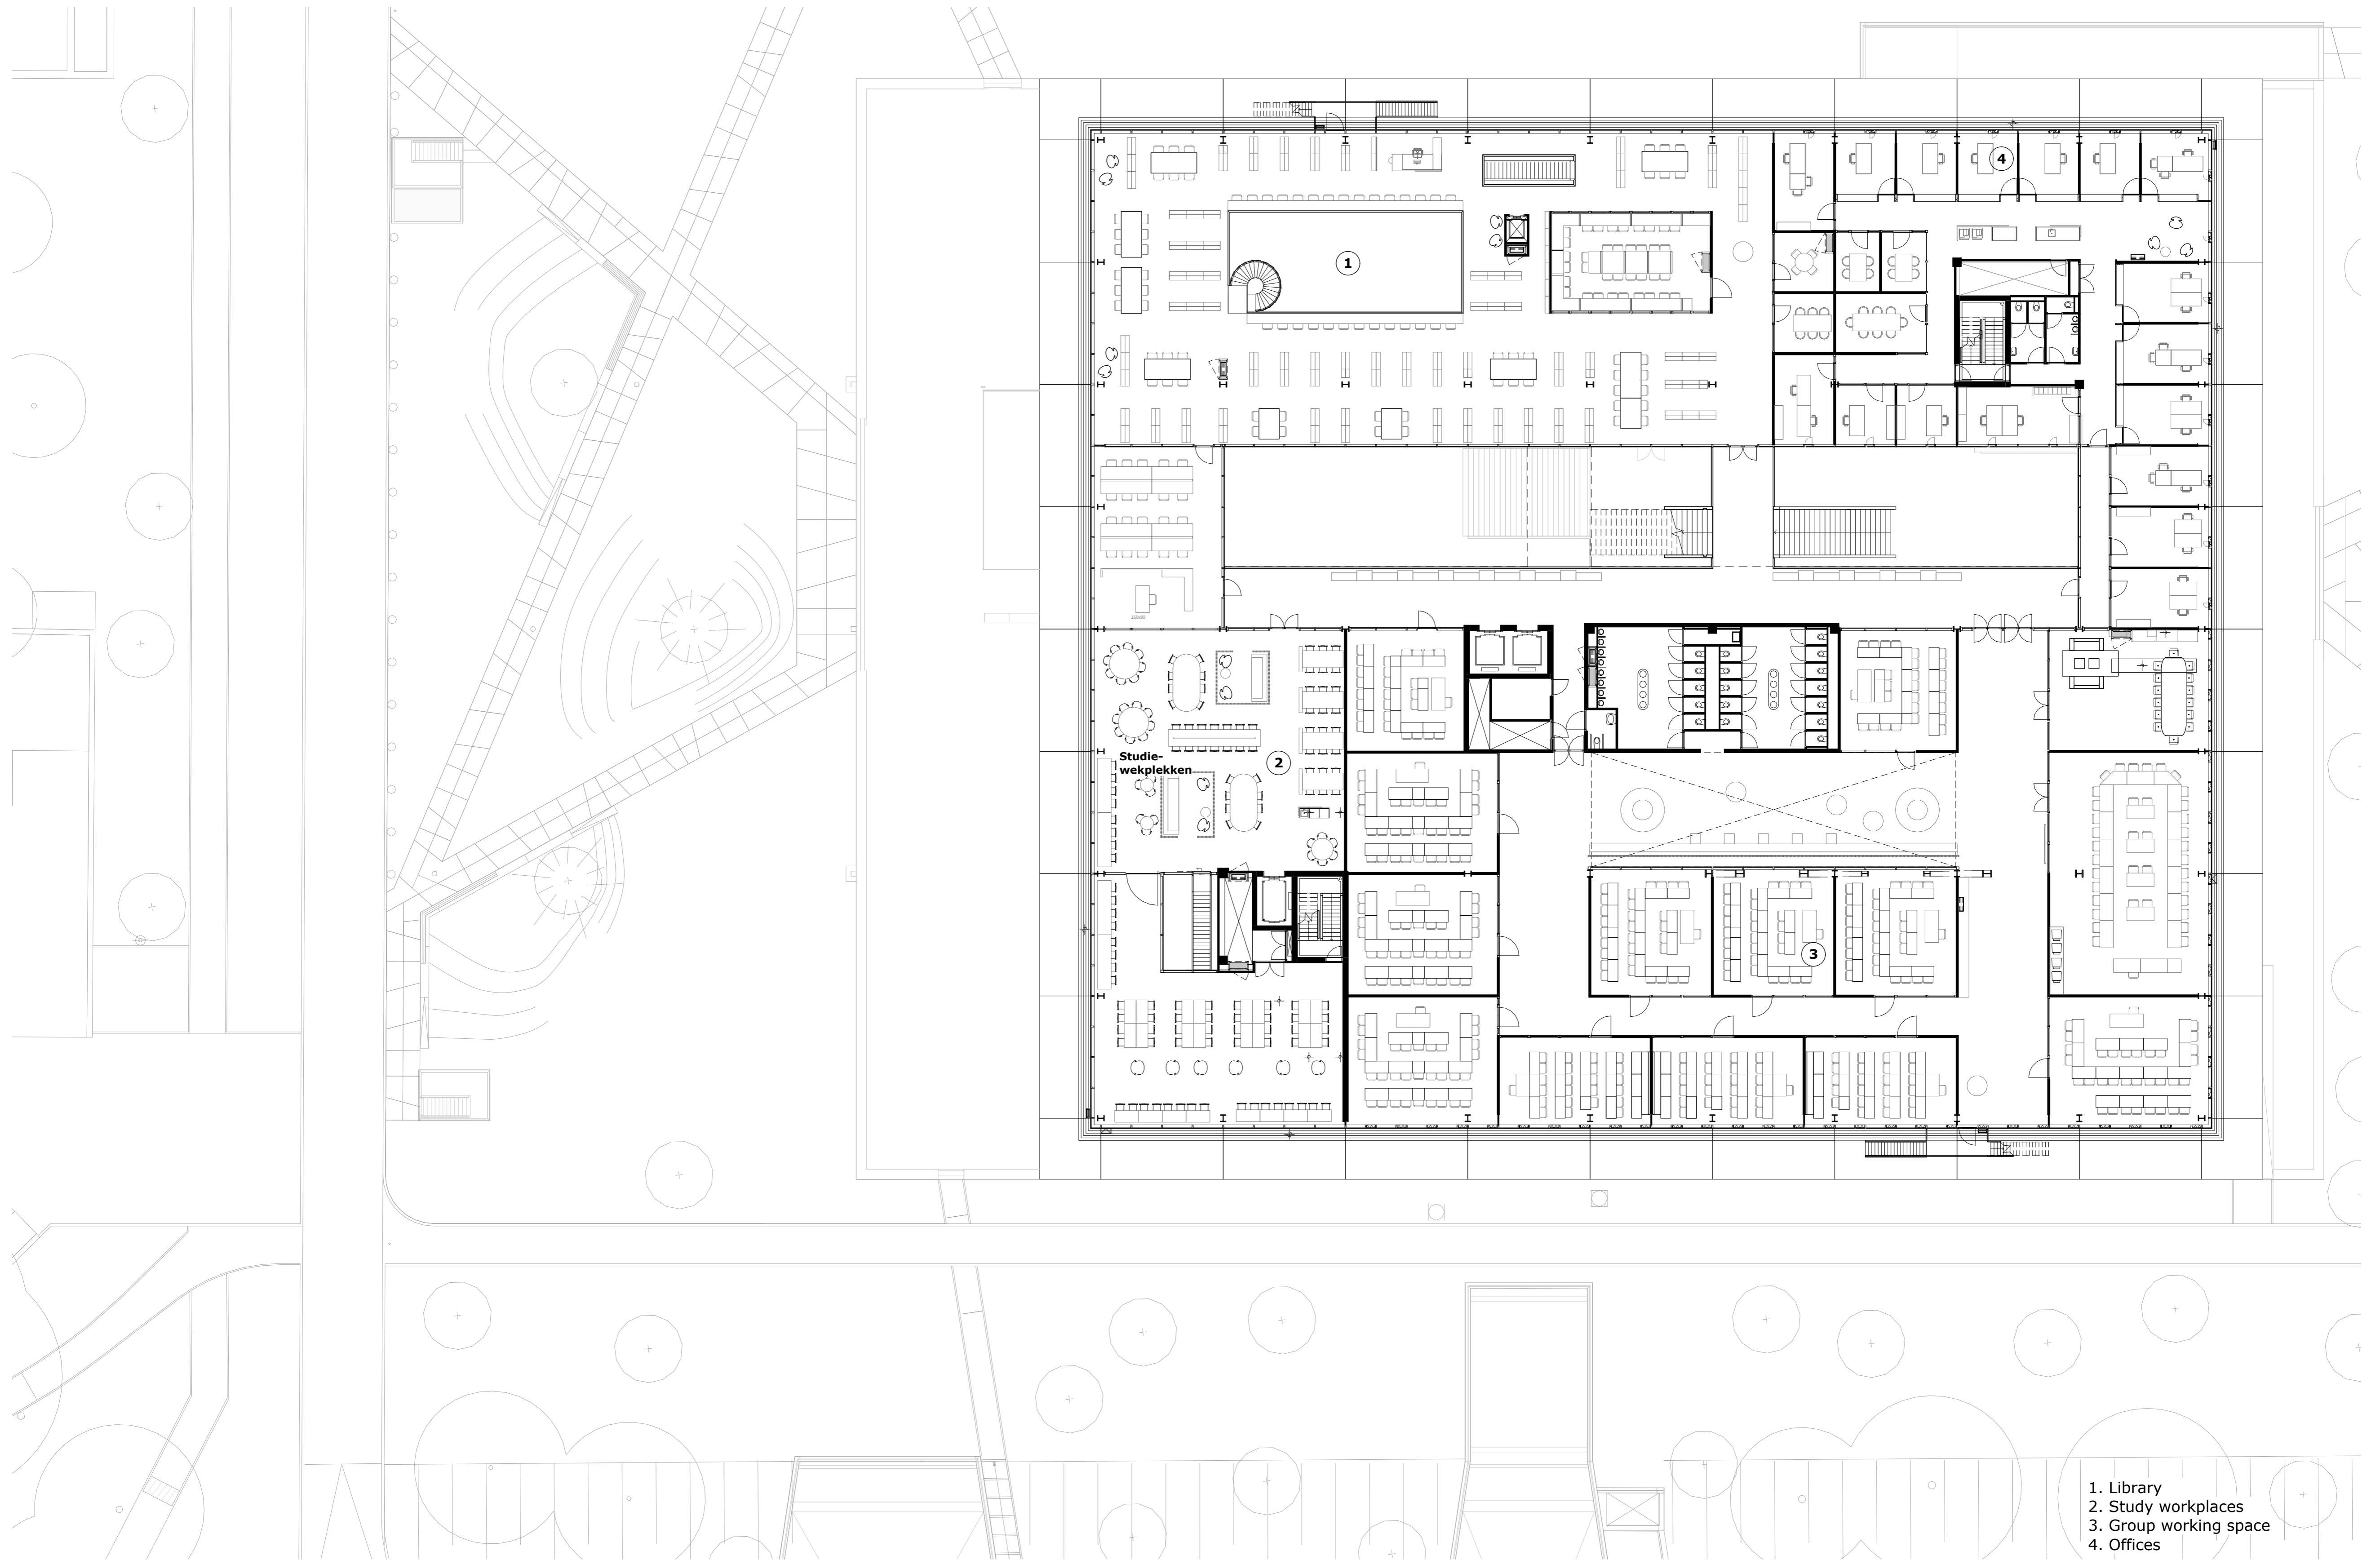 4
1
Studie-
wekplekken
2
3
1. Library
2. Study workplaces
3. Group working space
4. Offices